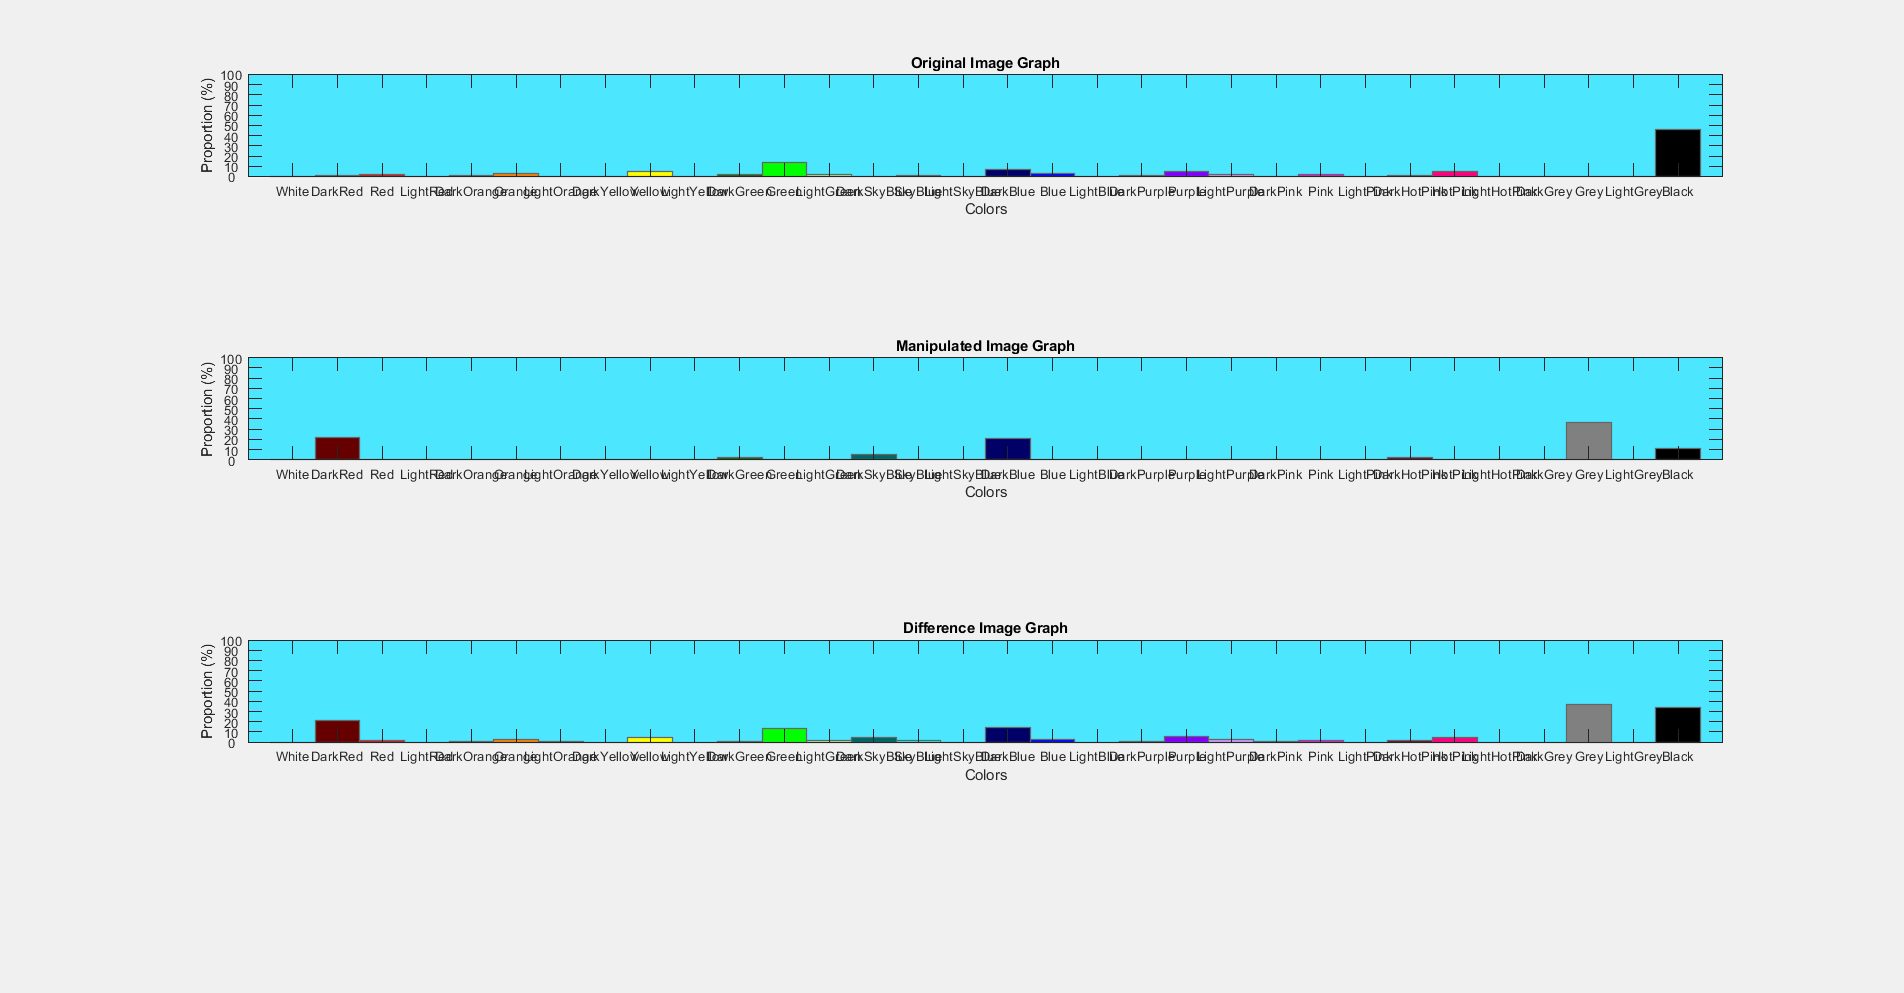 Original Image Graph
Proportion (%)
100
90
80
70
60
50
40
30
20
10
0
White DarkRed Red LightRed DarkOrange Orange LightOrange DarkYellow Yellow LightYellow DarkGreen Green LightGreen DarkSkyBlue SkyBlue LightSkyBlue DarkBlue Blue LightBlue DarkPurple Purple LightPurple DarkPink Pink LightPink DarkHotPink HotPink LightHotPink DarkGrey Grey LightGrey Black
Colors
Manipulated Image Graph
Proportion (%)
100
90
80
70
60
50
40
30
20
10
0
White DarkRed Red LightRed DarkOrange Orange LightOrange DarkYellow Yellow LightYellow DarkGreen Green LightGreen DarkSkyBlue SkyBlue LightSkyBlue DarkBlue Blue LightBlue DarkPurple Purple LightPurple DarkPink Pink LightPink DarkHotPink HotPink LightHotPink DarkGrey Grey LightGrey Black
Colors
Difference Image Graph
Proportion (%)
100
90
80
70
60
50
40
30
20
10
0
White DarkRed Red LightRed DarkOrange Orange LightOrange DarkYellow Yellow LightYellow DarkGreen Green LightGreen DarkSkyBlue SkyBlue LightSkyBlue DarkBlue Blue LightBlue DarkPurple Purple LightPurple DarkPink Pink LightPink DarkHotPink HotPink LightHotPink DarkGrey Grey LightGrey Black
Colors